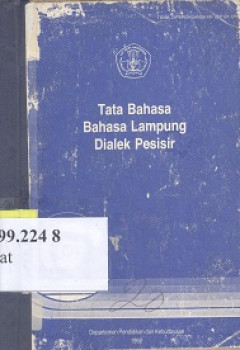 Tata Bahasa
Bahasa Lampung
Dialek Pesisir
99.224 8
at
Departemen Pendidikan dan Kebudayaan